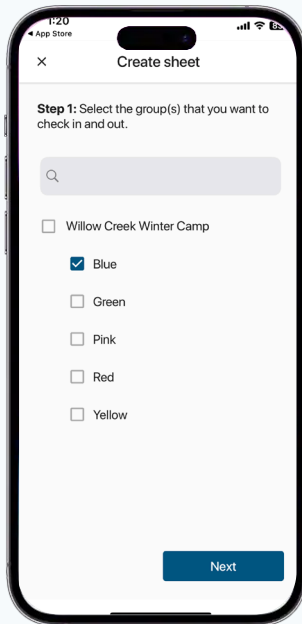 1:20
App Store
Create sheet
Step 1: Select the group(s) that you want to
check in and out.
Willow Creek Winter Camp
Blue
Green
Pink
Red
Yellow
Next